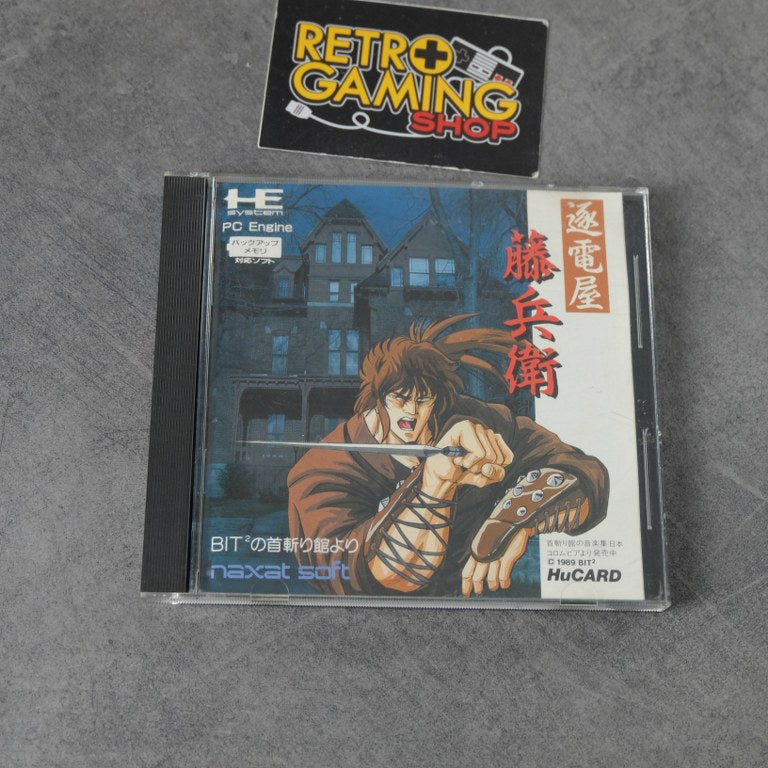 RETRO
GAMING
SHOP
HE
system
PC Engine
バックアップ
メモリ
対応ソフト
逐電屋
藤兵衛
BIT²の首斬り館より
naxat soft
首斬り館の音楽集日本
コロムビアより発売中
© 1989 BIT²
HuCARD